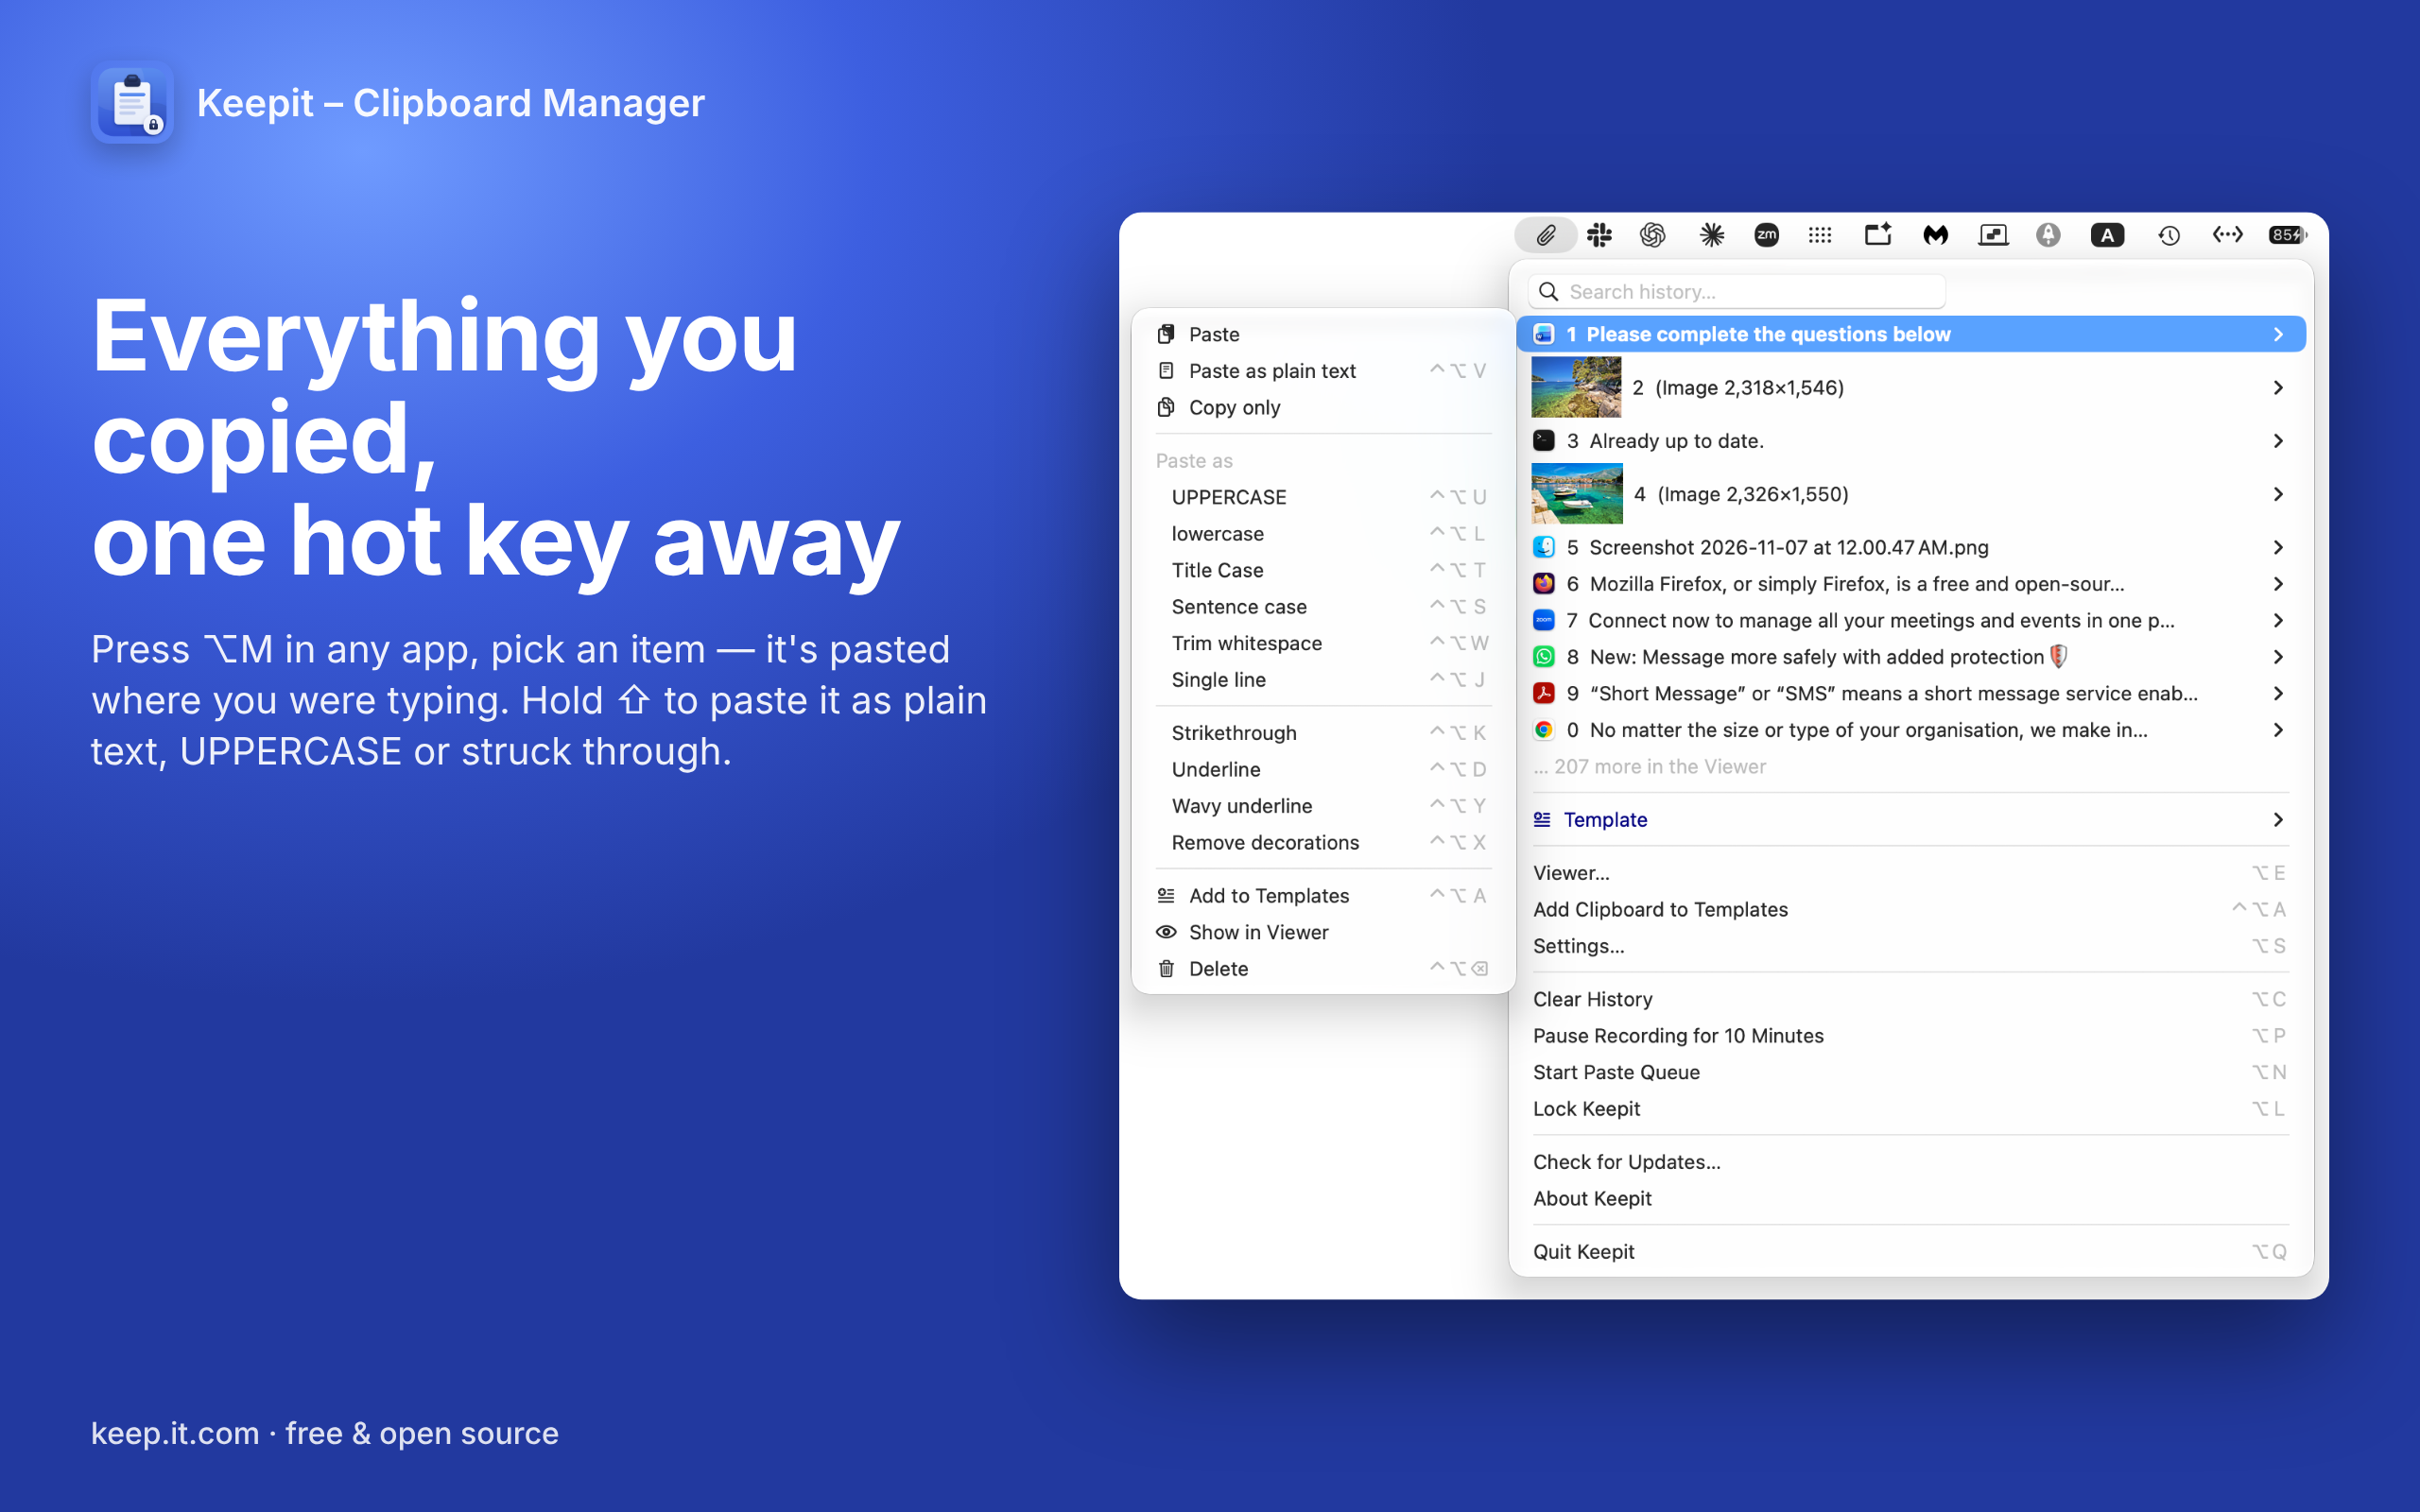 Keepit – Clipboard Manager
Everything you
copied,
one hot key away
Press ⌥M in any app, pick an item — it's pasted
where you were typing. Hold ⇧ to paste it as plain
text, UPPERCASE or struck through.
keep.it.com · free & open source
zm
A
85
Search history...
1 Please complete the questions below
2 (Image 2,318×1,546)
3 Already up to date.
4 (Image 2,326×1,550)
5 Screenshot 2026-11-07 at 12.00.47 AM.png
6 Mozilla Firefox, or simply Firefox, is a free and open-sour...
zoom
7 Connect now to manage all your meetings and events in one p...
8 New: Message more safely with added protection🛡️
9 “Short Message” or “SMS” means a short message service enab...
0 No matter the size or type of your organisation, we make in...
... 207 more in the Viewer
Template
Viewer... ⌥ E
Add Clipboard to Templates ^ ⌥ A
Settings... ⌥ S
Clear History ⌥ C
Pause Recording for 10 Minutes ⌥ P
Start Paste Queue ⌥ N
Lock Keepit ⌥ L
Check for Updates...
About Keepit
Quit Keepit ⌥ Q
Paste
Paste as plain text ^ ⌥ V
Copy only
Paste as
UPPERCASE ^ ⌥ U
lowercase ^ ⌥ L
Title Case ^ ⌥ T
Sentence case ^ ⌥ S
Trim whitespace ^ ⌥ W
Single line ^ ⌥ J
Strikethrough ^ ⌥ K
Underline ^ ⌥ D
Wavy underline ^ ⌥ Y
Remove decorations ^ ⌥ X
Add to Templates ^ ⌥ A
Show in Viewer
Delete ^ ⌥ ⌫